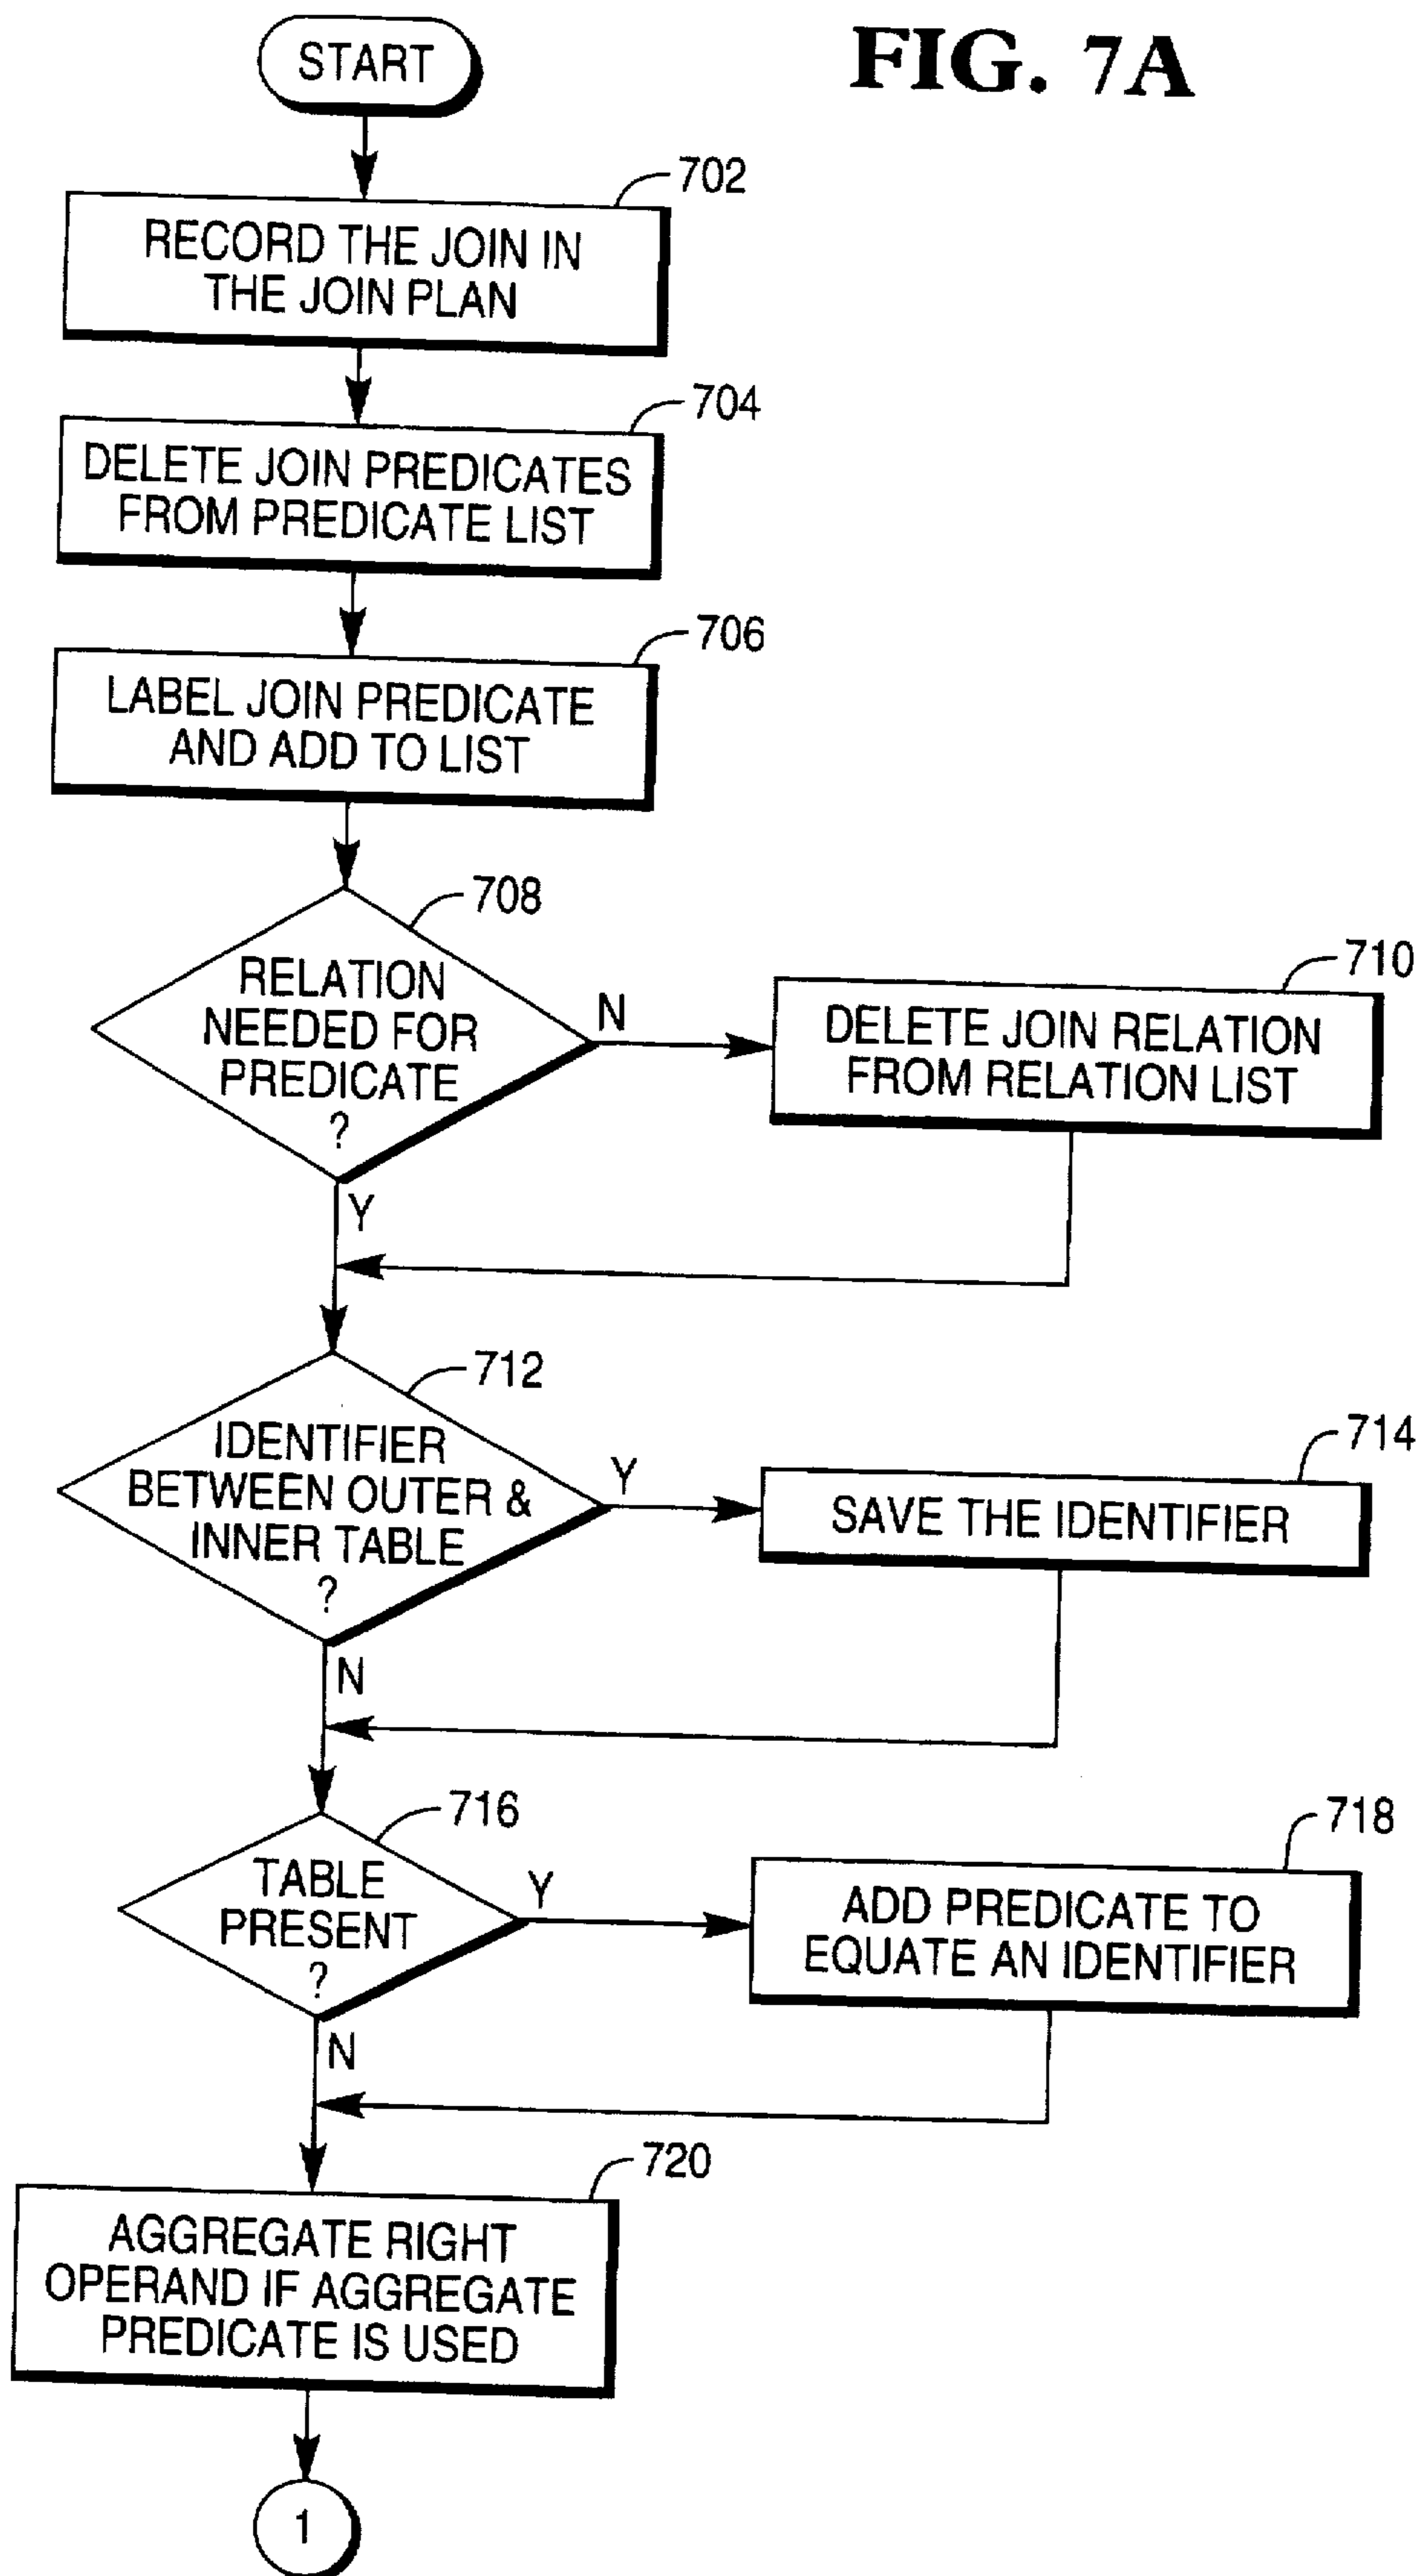 FIG. 7A
START
702
RECORD THE JOIN IN
THE JOIN PLAN
704
DELETE JOIN PREDICATES
FROM PREDICATE LIST
706
LABEL JOIN PREDICATE
AND ADD TO LIST
708
RELATION
NEEDED FOR
PREDICATE
?
N
710
DELETE JOIN RELATION
FROM RELATION LIST
Y
712
IDENTIFIER
BETWEEN OUTER &
INNER TABLE
?
Y
714
SAVE THE IDENTIFIER
N
716
TABLE
PRESENT
?
Y
718
ADD PREDICATE TO
EQUATE AN IDENTIFIER
N
720
AGGREGATE RIGHT
OPERAND IF AGGREGATE
PREDICATE IS USED
1